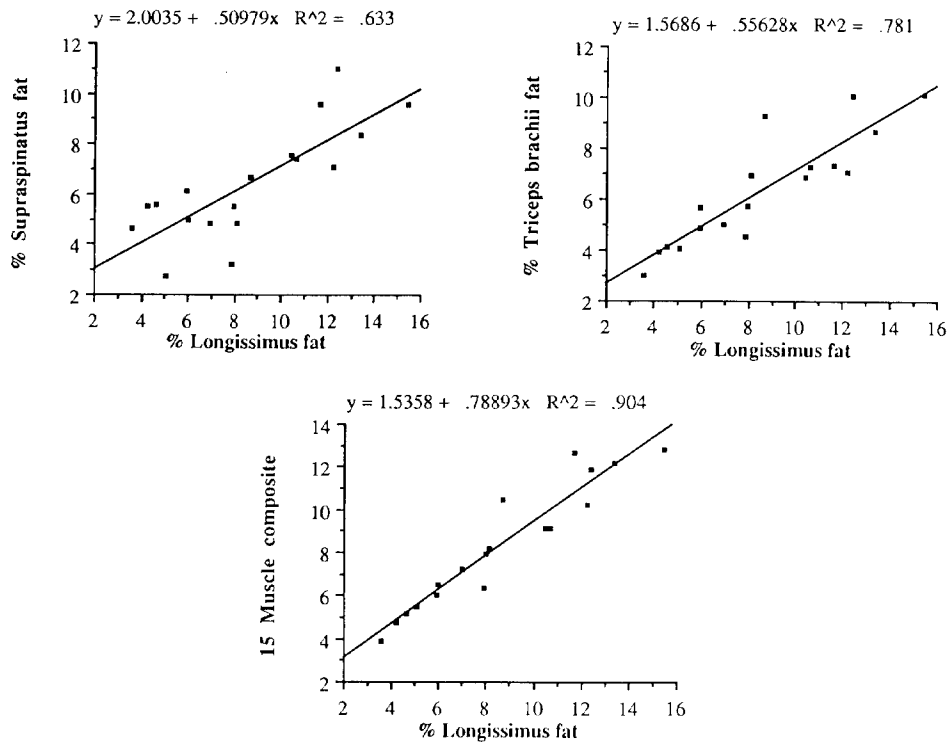 y = 2.0035 + .50979x R^2 = .633
12
10
8
6
4
2
% Supraspinatus fat
2 4 6 8 10 12 14 16
% Longissimus fat
y = 1.5686 + .55628x R^2 = .781
12
10
8
6
4
2
% Triceps brachii fat
2 4 6 8 10 12 14 16
% Longissimus fat
y = 1.5358 + .78893x R^2 = .904
14
12
10
8
6
4
2
15 Muscle composite
2 4 6 8 10 12 14 16
% Longissimus fat